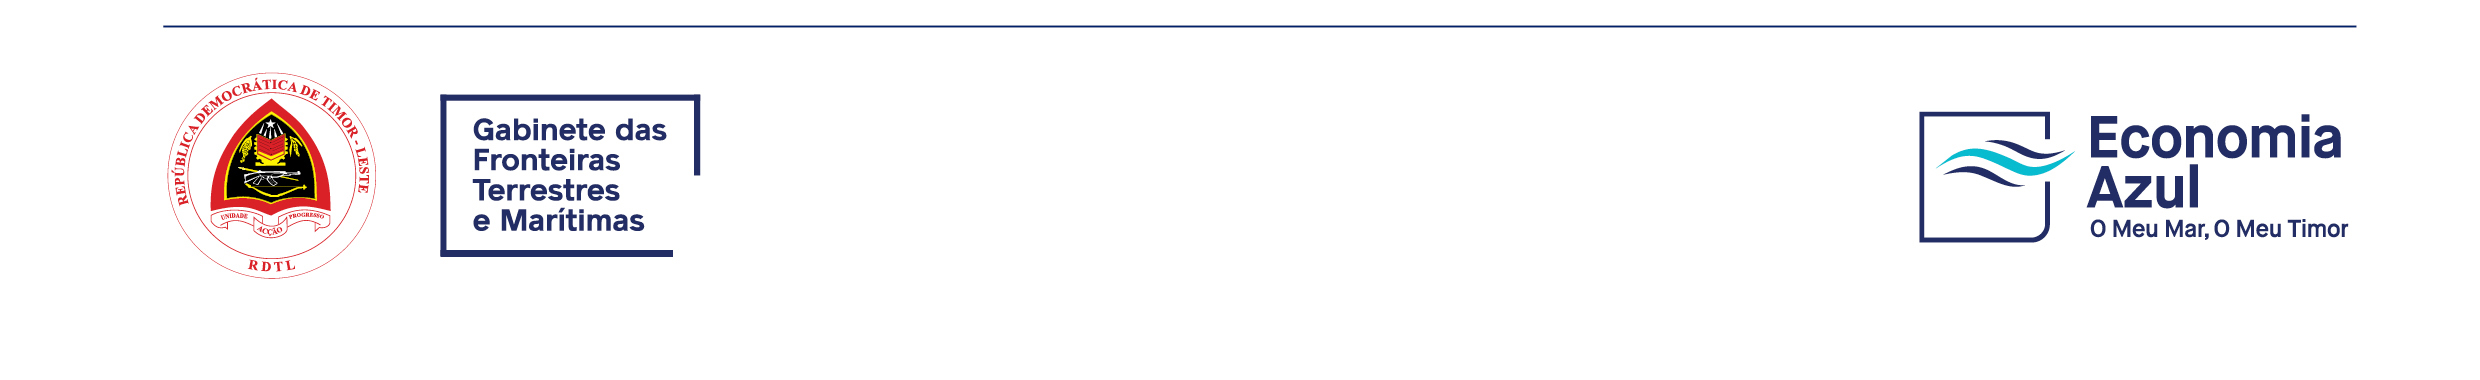 REPÚBLICA DEMOCRÁTICA DE TIMOR - LESTE
UNIDADE
ACÇÃO
PROGRESSO
RDTL
Gabinete das
Fronteiras
Terrestres
e Marítimas
Economia
Azul
O Meu Mar, O Meu Timor